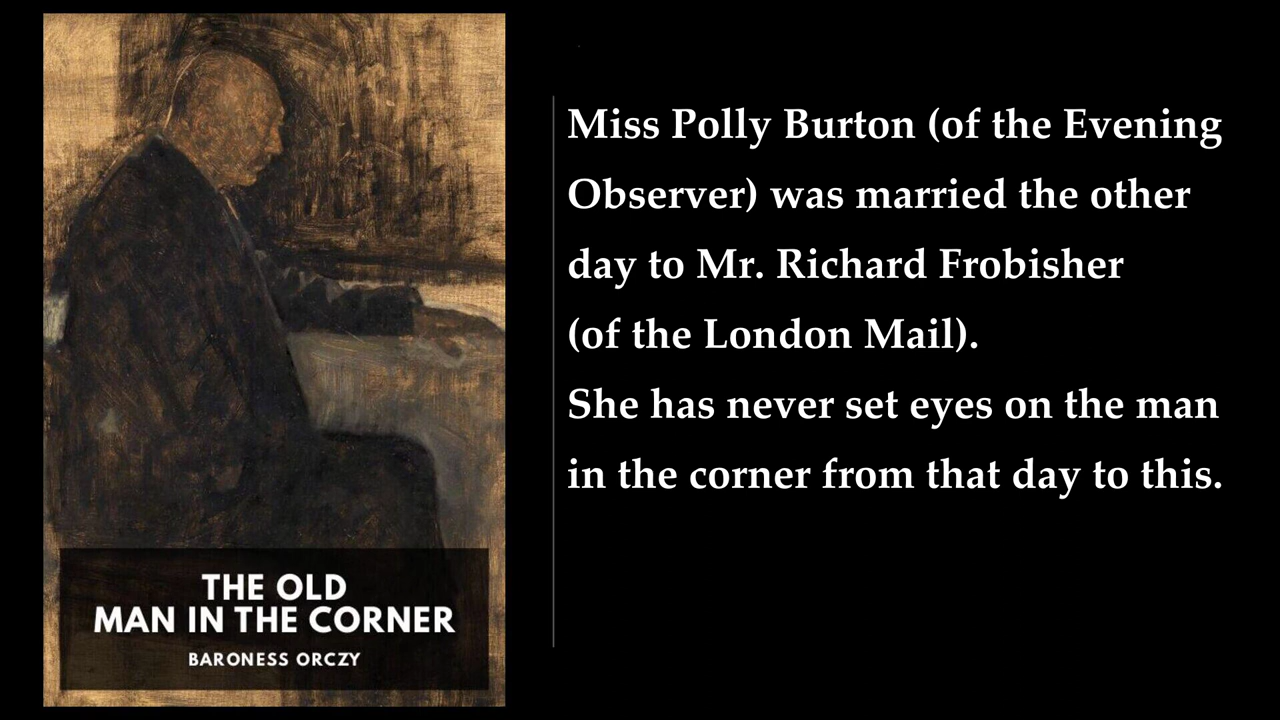 THE OLD
MAN IN THE CORNER
BARONESS ORCZY
Miss Polly Burton (of the Evening
Observer) was married the other
day to Mr. Richard Frobisher
(of the London Mail).
She has never set eyes on the man
in the corner from that day to this.